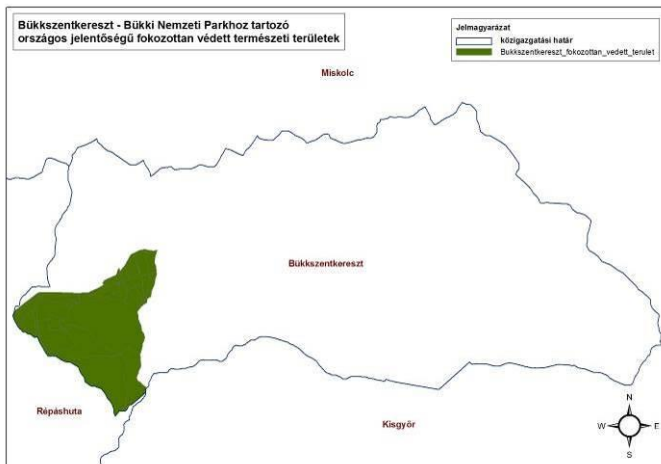 Bükkszentkereszt - Bükki Nemzeti Parkhoz tartozó
országos jelentőségű fokozottan védett természeti területek
Jelmagyarázat
közigazgatási határ
Bukkszentkereszt_fokozottan_vedett_terulet
Miskolc
Bükkszentkereszt
Répáshuta
Kisgyőr
N
W
E
S